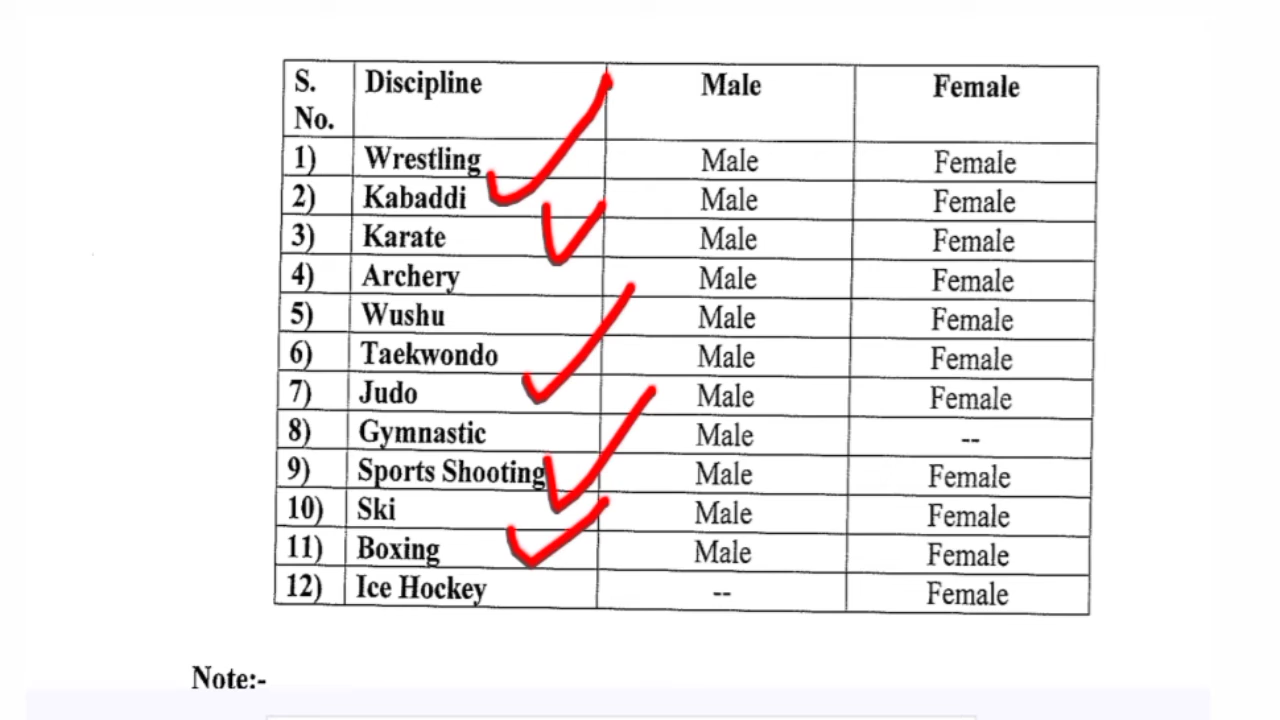 S. No. Discipline Male Female
1) Wrestling Male Female
2) Kabaddi Male Female
3) Karate Male Female
4) Archery Male Female
5) Wushu Male Female
6) Taekwondo Male Female
7) Judo Male Female
8) Gymnastic Male --
9) Sports Shooting Male Female
10) Ski Male Female
11) Boxing Male Female
12) Ice Hockey -- Female
Note:-